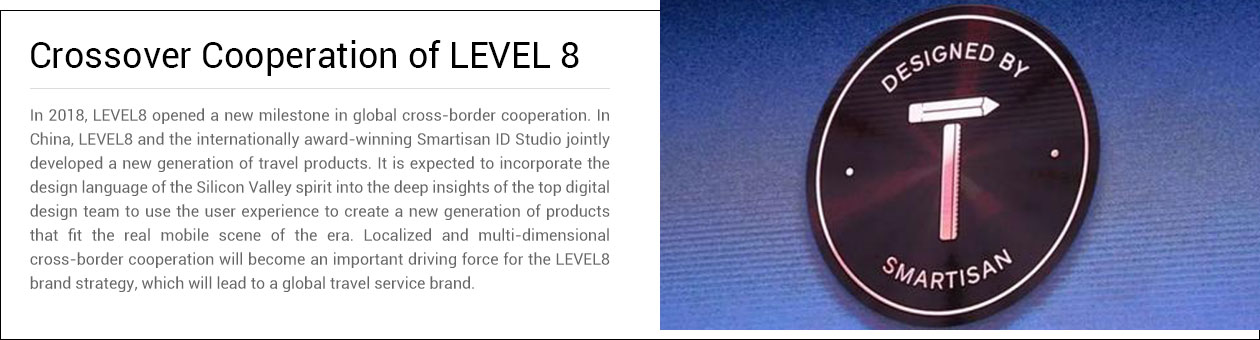 Crossover Cooperation of LEVEL 8
In 2018, LEVEL8 opened a new milestone in global cross-border cooperation. In
China, LEVEL8 and the internationally award-winning Smartisan ID Studio jointly
developed a new generation of travel products. It is expected to incorporate the
design language of the Silicon Valley spirit into the deep insights of the top digital
design team to use the user experience to create a new generation of products
that fit the real mobile scene of the era. Localized and multi-dimensional
cross-border cooperation will become an important driving force for the LEVEL8
brand strategy, which will lead to a global travel service brand.
DESIGNED BY
SMARTISAN